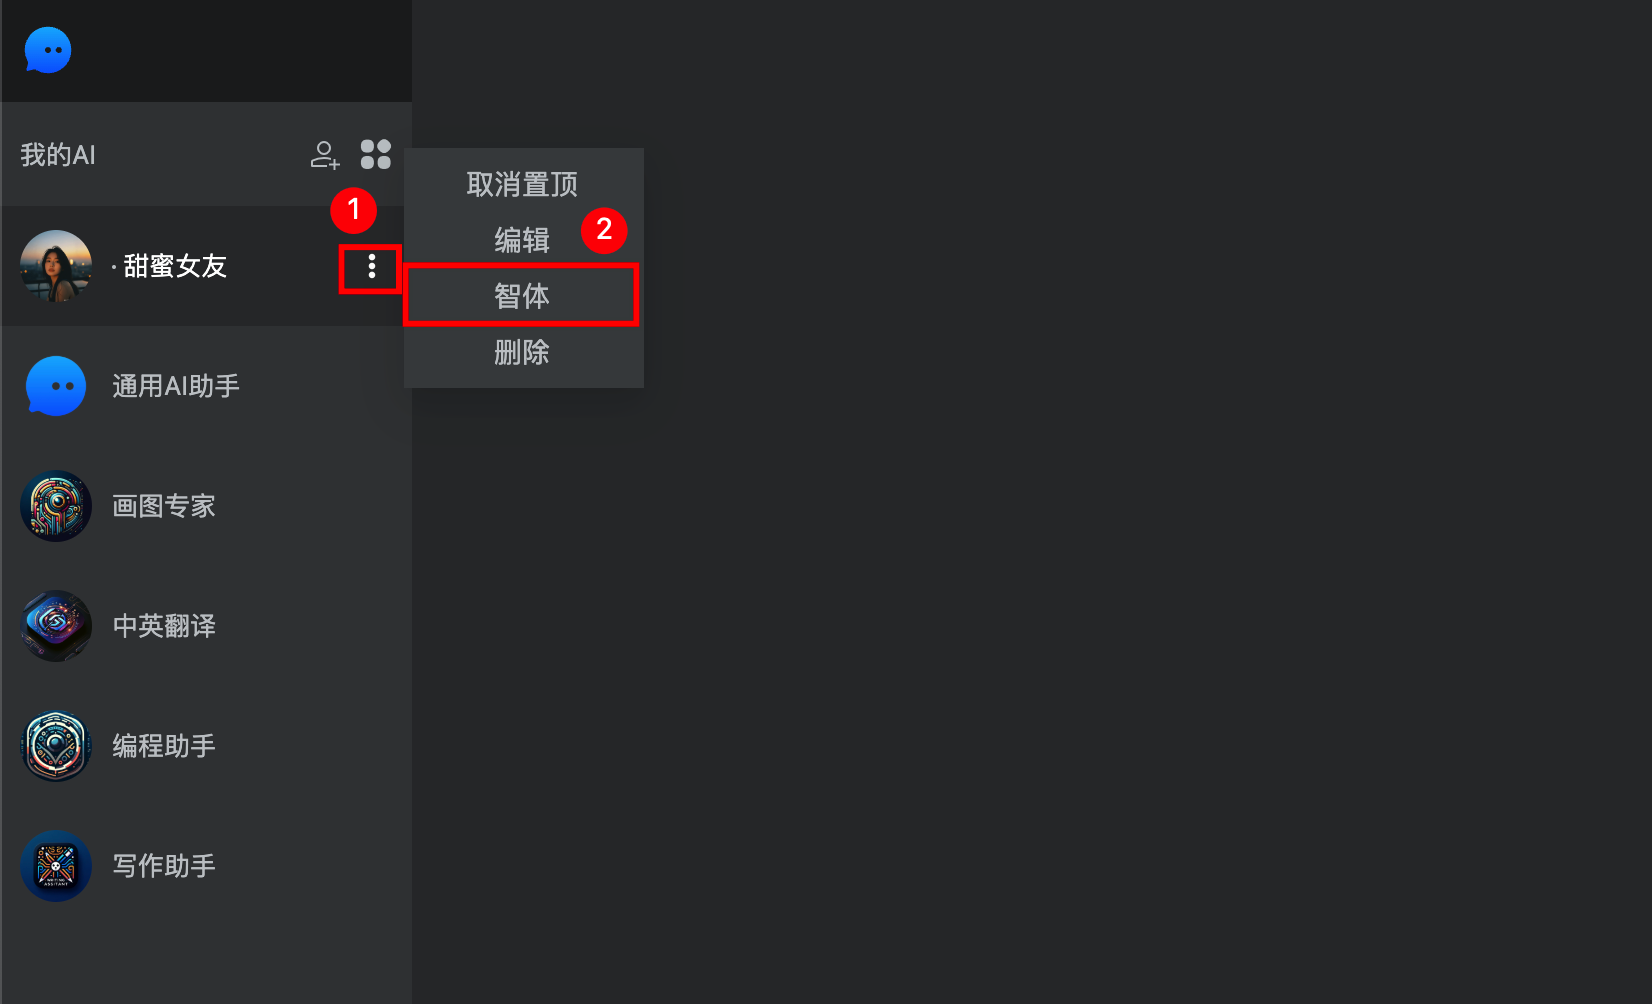 我的AI
1
取消置顶
编辑
2
· 甜蜜女友
智体
删除
通用AI助手
画图专家
中英翻译
编程助手
写作助手